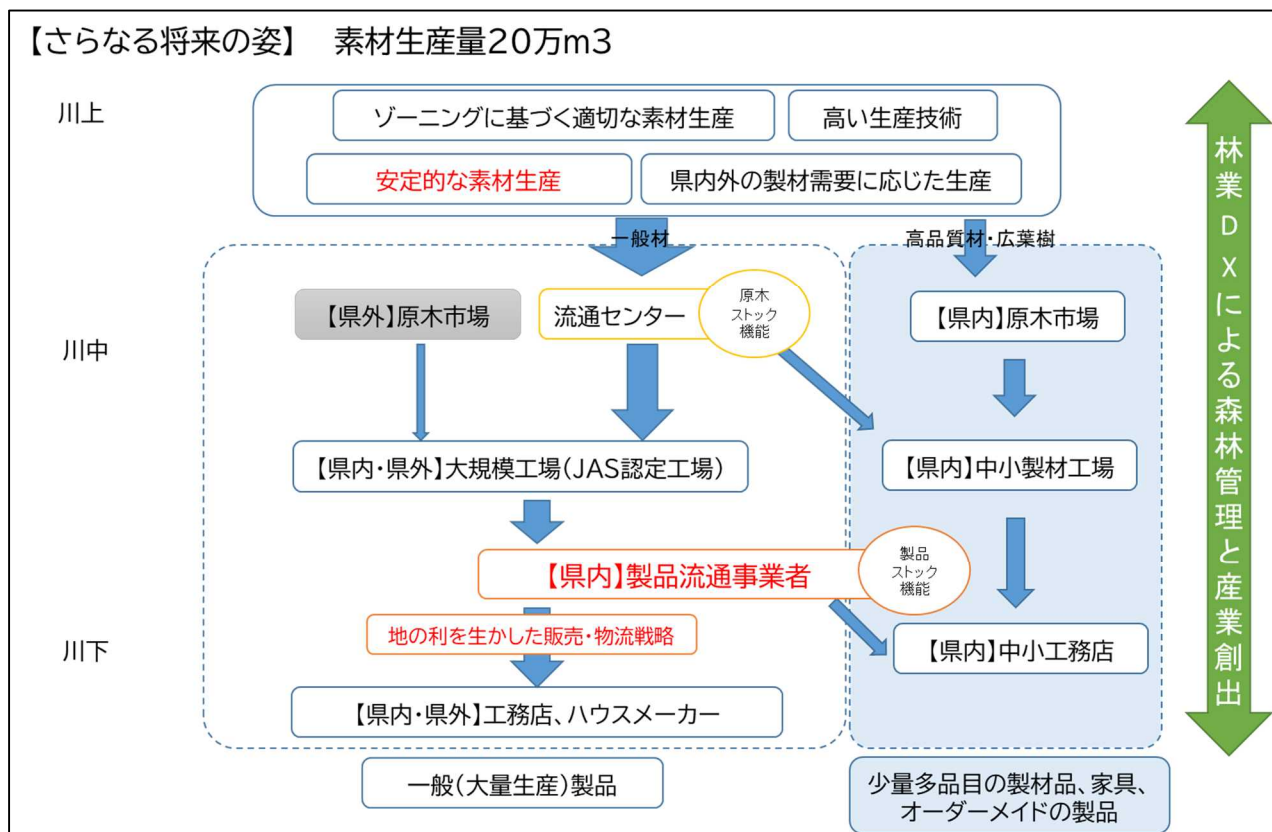 【さらなる将来の姿】 素材生産量20万m3
川上
ゾーニングに基づく適切な素材生産
高い生産技術
安定的な素材生産
県内外の製材需要に応じた生産
一般材
高品質材・広葉樹
川中
【県外】原木市場
流通センター
原木
ストック
機能
【県内】原木市場
【県内・県外】大規模工場(JAS認定工場)
【県内】中小製材工場
【県内】製品流通事業者
製品
ストック
機能
川下
地の利を生かした販売・物流戦略
【県内】中小工務店
【県内・県外】工務店、ハウスメーカー
一般(大量生産)製品
少量多品目の製材品、家具、
オーダーメイドの製品
林業DXによる森林管理と産業創出